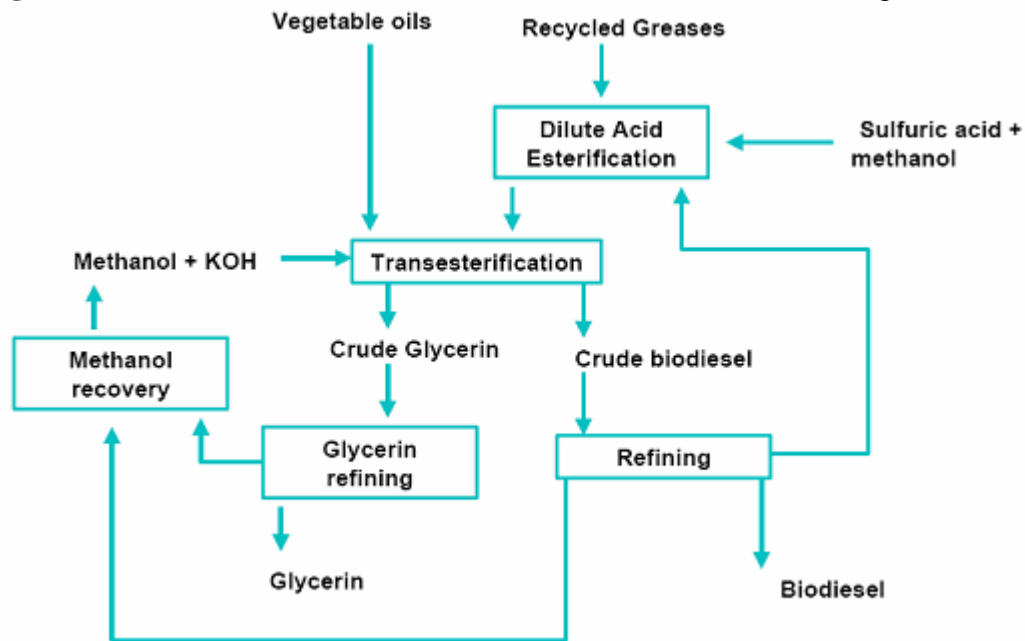 Vegetable oils
Recycled Greases
Dilute Acid
Esterification
Sulfuric acid +
methanol
Methanol + KOH
Transesterification
Methanol
recovery
Crude Glycerin
Crude biodiesel
Glycerin
refining
Refining
Glycerin
Biodiesel